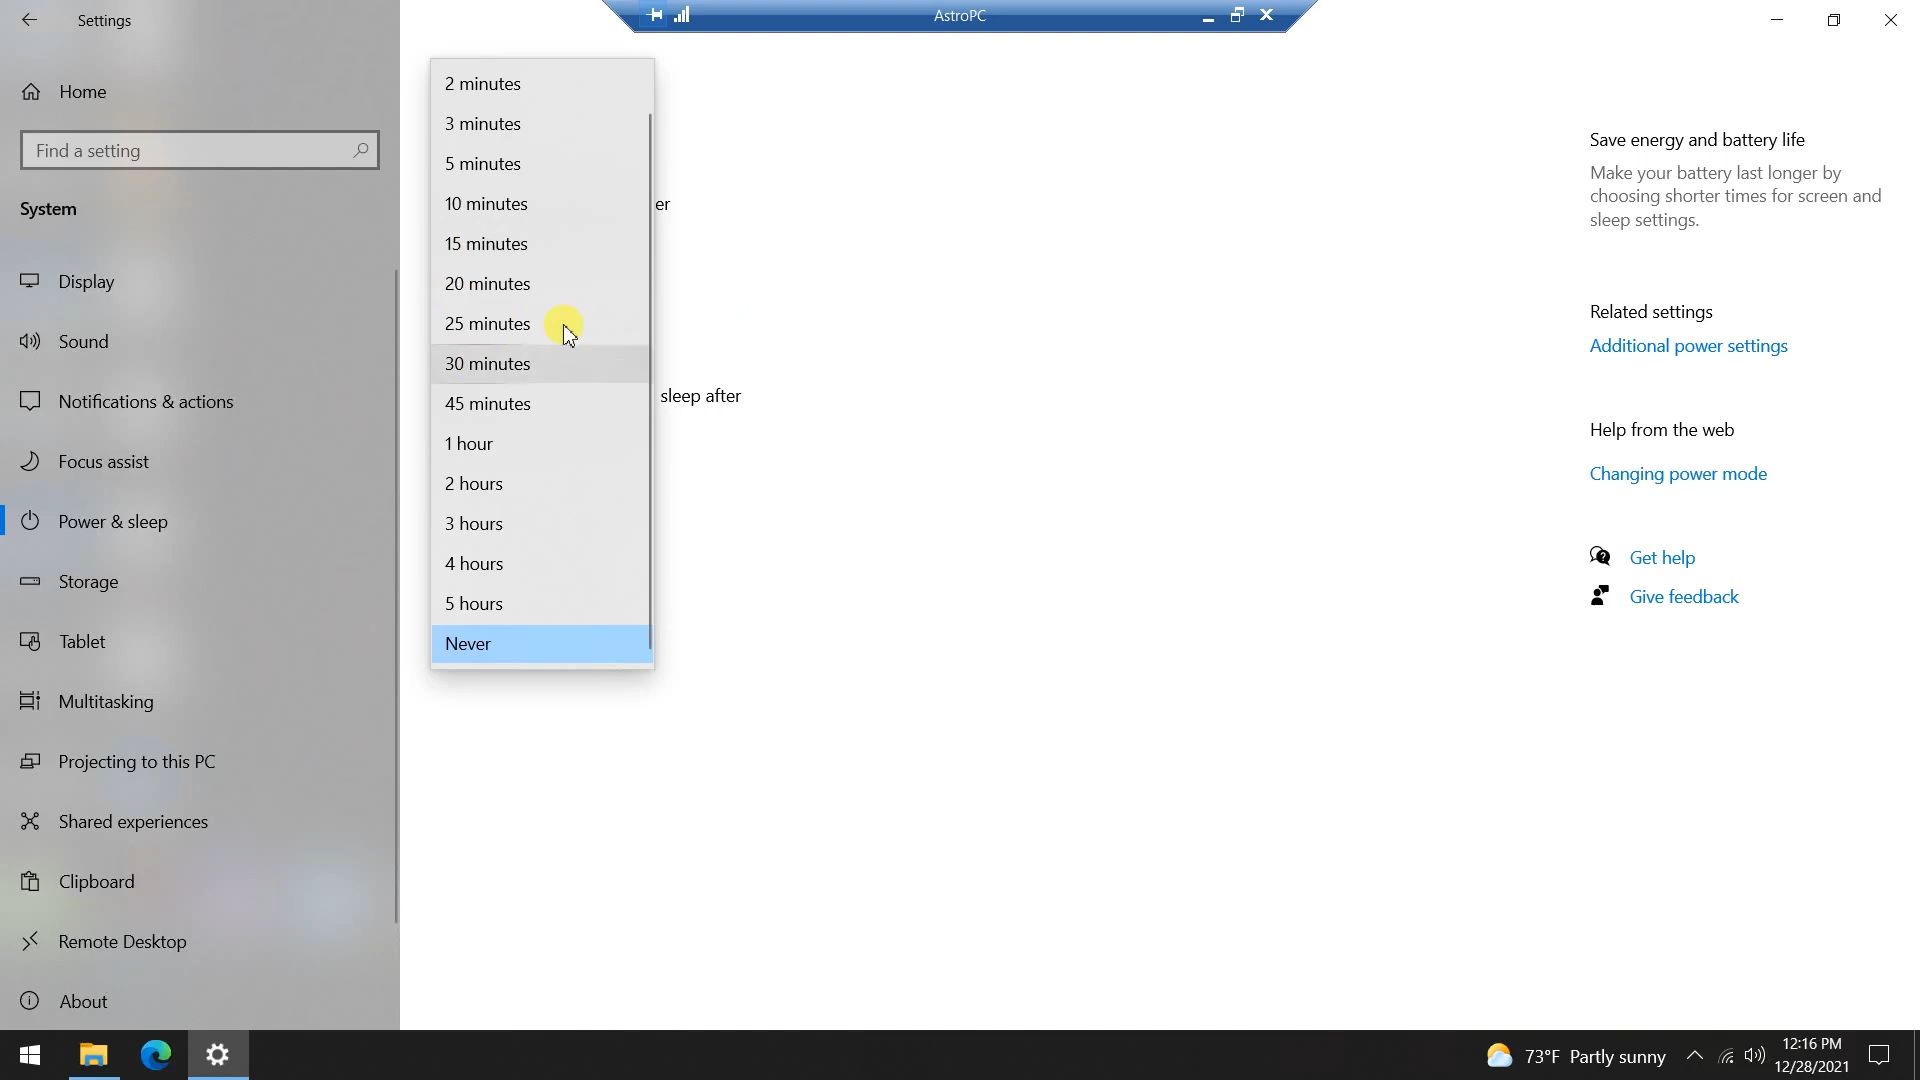 Settings
AstroPC
Home
Find a setting
System
Display
Sound
Notifications & actions
Focus assist
Power & sleep
Storage
Tablet
Multitasking
Projecting to this PC
Shared experiences
Clipboard
Remote Desktop
About
2 minutes
3 minutes
5 minutes
10 minutes
15 minutes
20 minutes
25 minutes
30 minutes
45 minutes
1 hour
2 hours
3 hours
4 hours
5 hours
Never
er
sleep after
Save energy and battery life
Make your battery last longer by
choosing shorter times for screen and
sleep settings.
Related settings
Additional power settings
Help from the web
Changing power mode
Get help
Give feedback
73°F Partly sunny
12:16 PM
12/28/2021